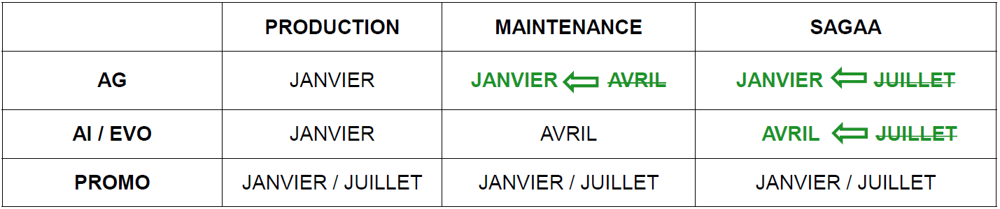 PRODUCTION MAINTENANCE SAGAA
AG JANVIER JANVIER AVRIL JANVIER JUILLET
AI / EVO JANVIER AVRIL AVRIL JUILLET
PROMO JANVIER / JUILLET JANVIER / JUILLET JANVIER / JUILLET